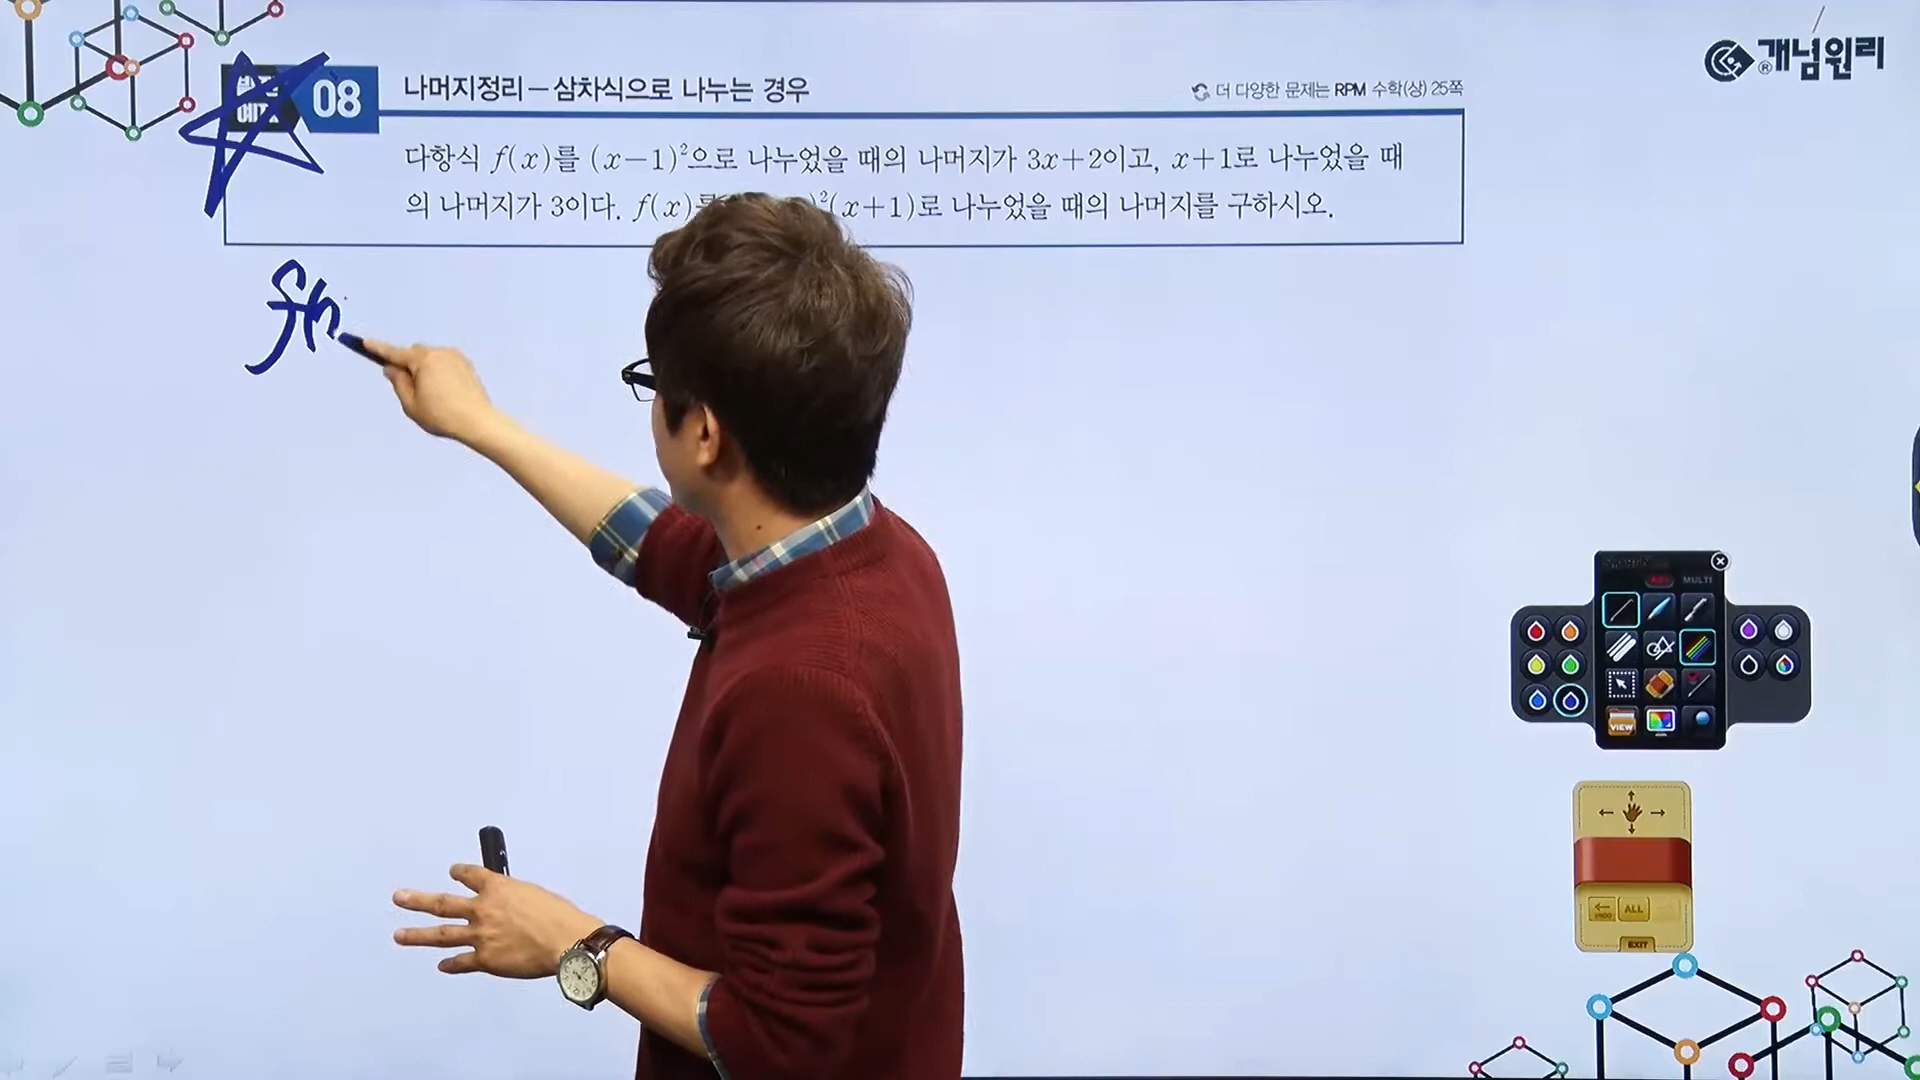 개념원리
®
08
나머지정리－삼차식으로 나누는 경우
더 다양한 문제는 RPM 수학(상) 25쪽
다항식 f(x)를 (x－1)²으로 나누었을 때의 나머지가 3x＋2이고, x＋1로 나누었을 때
의 나머지가 3이다. f(x)를 )²(x＋1)로 나누었을 때의 나머지를 구하시오.
MULTI
VIEW
UNDO ALL
EXIT